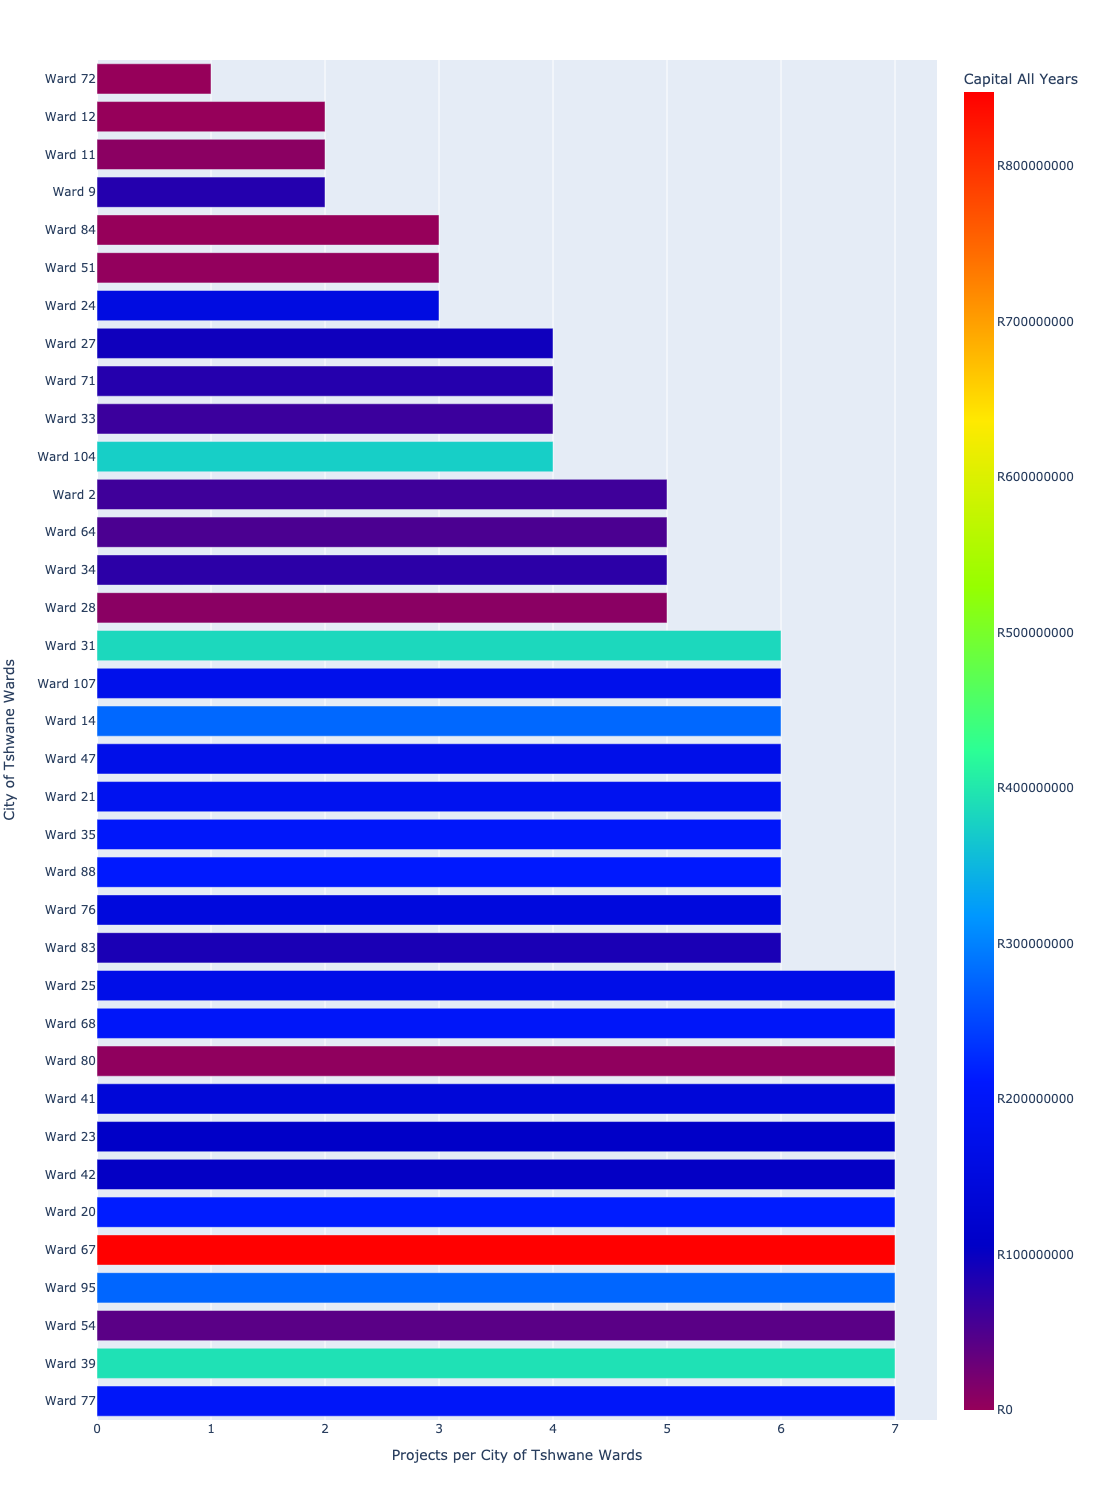 Capital All Years
Ward 72
Ward 12
Ward 11
Ward 9
Ward 84
Ward 51
Ward 24
Ward 27
Ward 71
Ward 33
Ward 104
Ward 2
Ward 64
Ward 34
Ward 28
Ward 31
Ward 107
Ward 14
Ward 47
Ward 21
Ward 35
Ward 88
Ward 76
Ward 83
Ward 25
Ward 68
Ward 80
Ward 41
Ward 23
Ward 42
Ward 20
Ward 67
Ward 95
Ward 54
Ward 39
Ward 77
City of Tshwane Wards
0 1 2 3 4 5 6 7
Projects per City of Tshwane Wards
R800000000
R700000000
R600000000
R500000000
R400000000
R300000000
R200000000
R100000000
R0